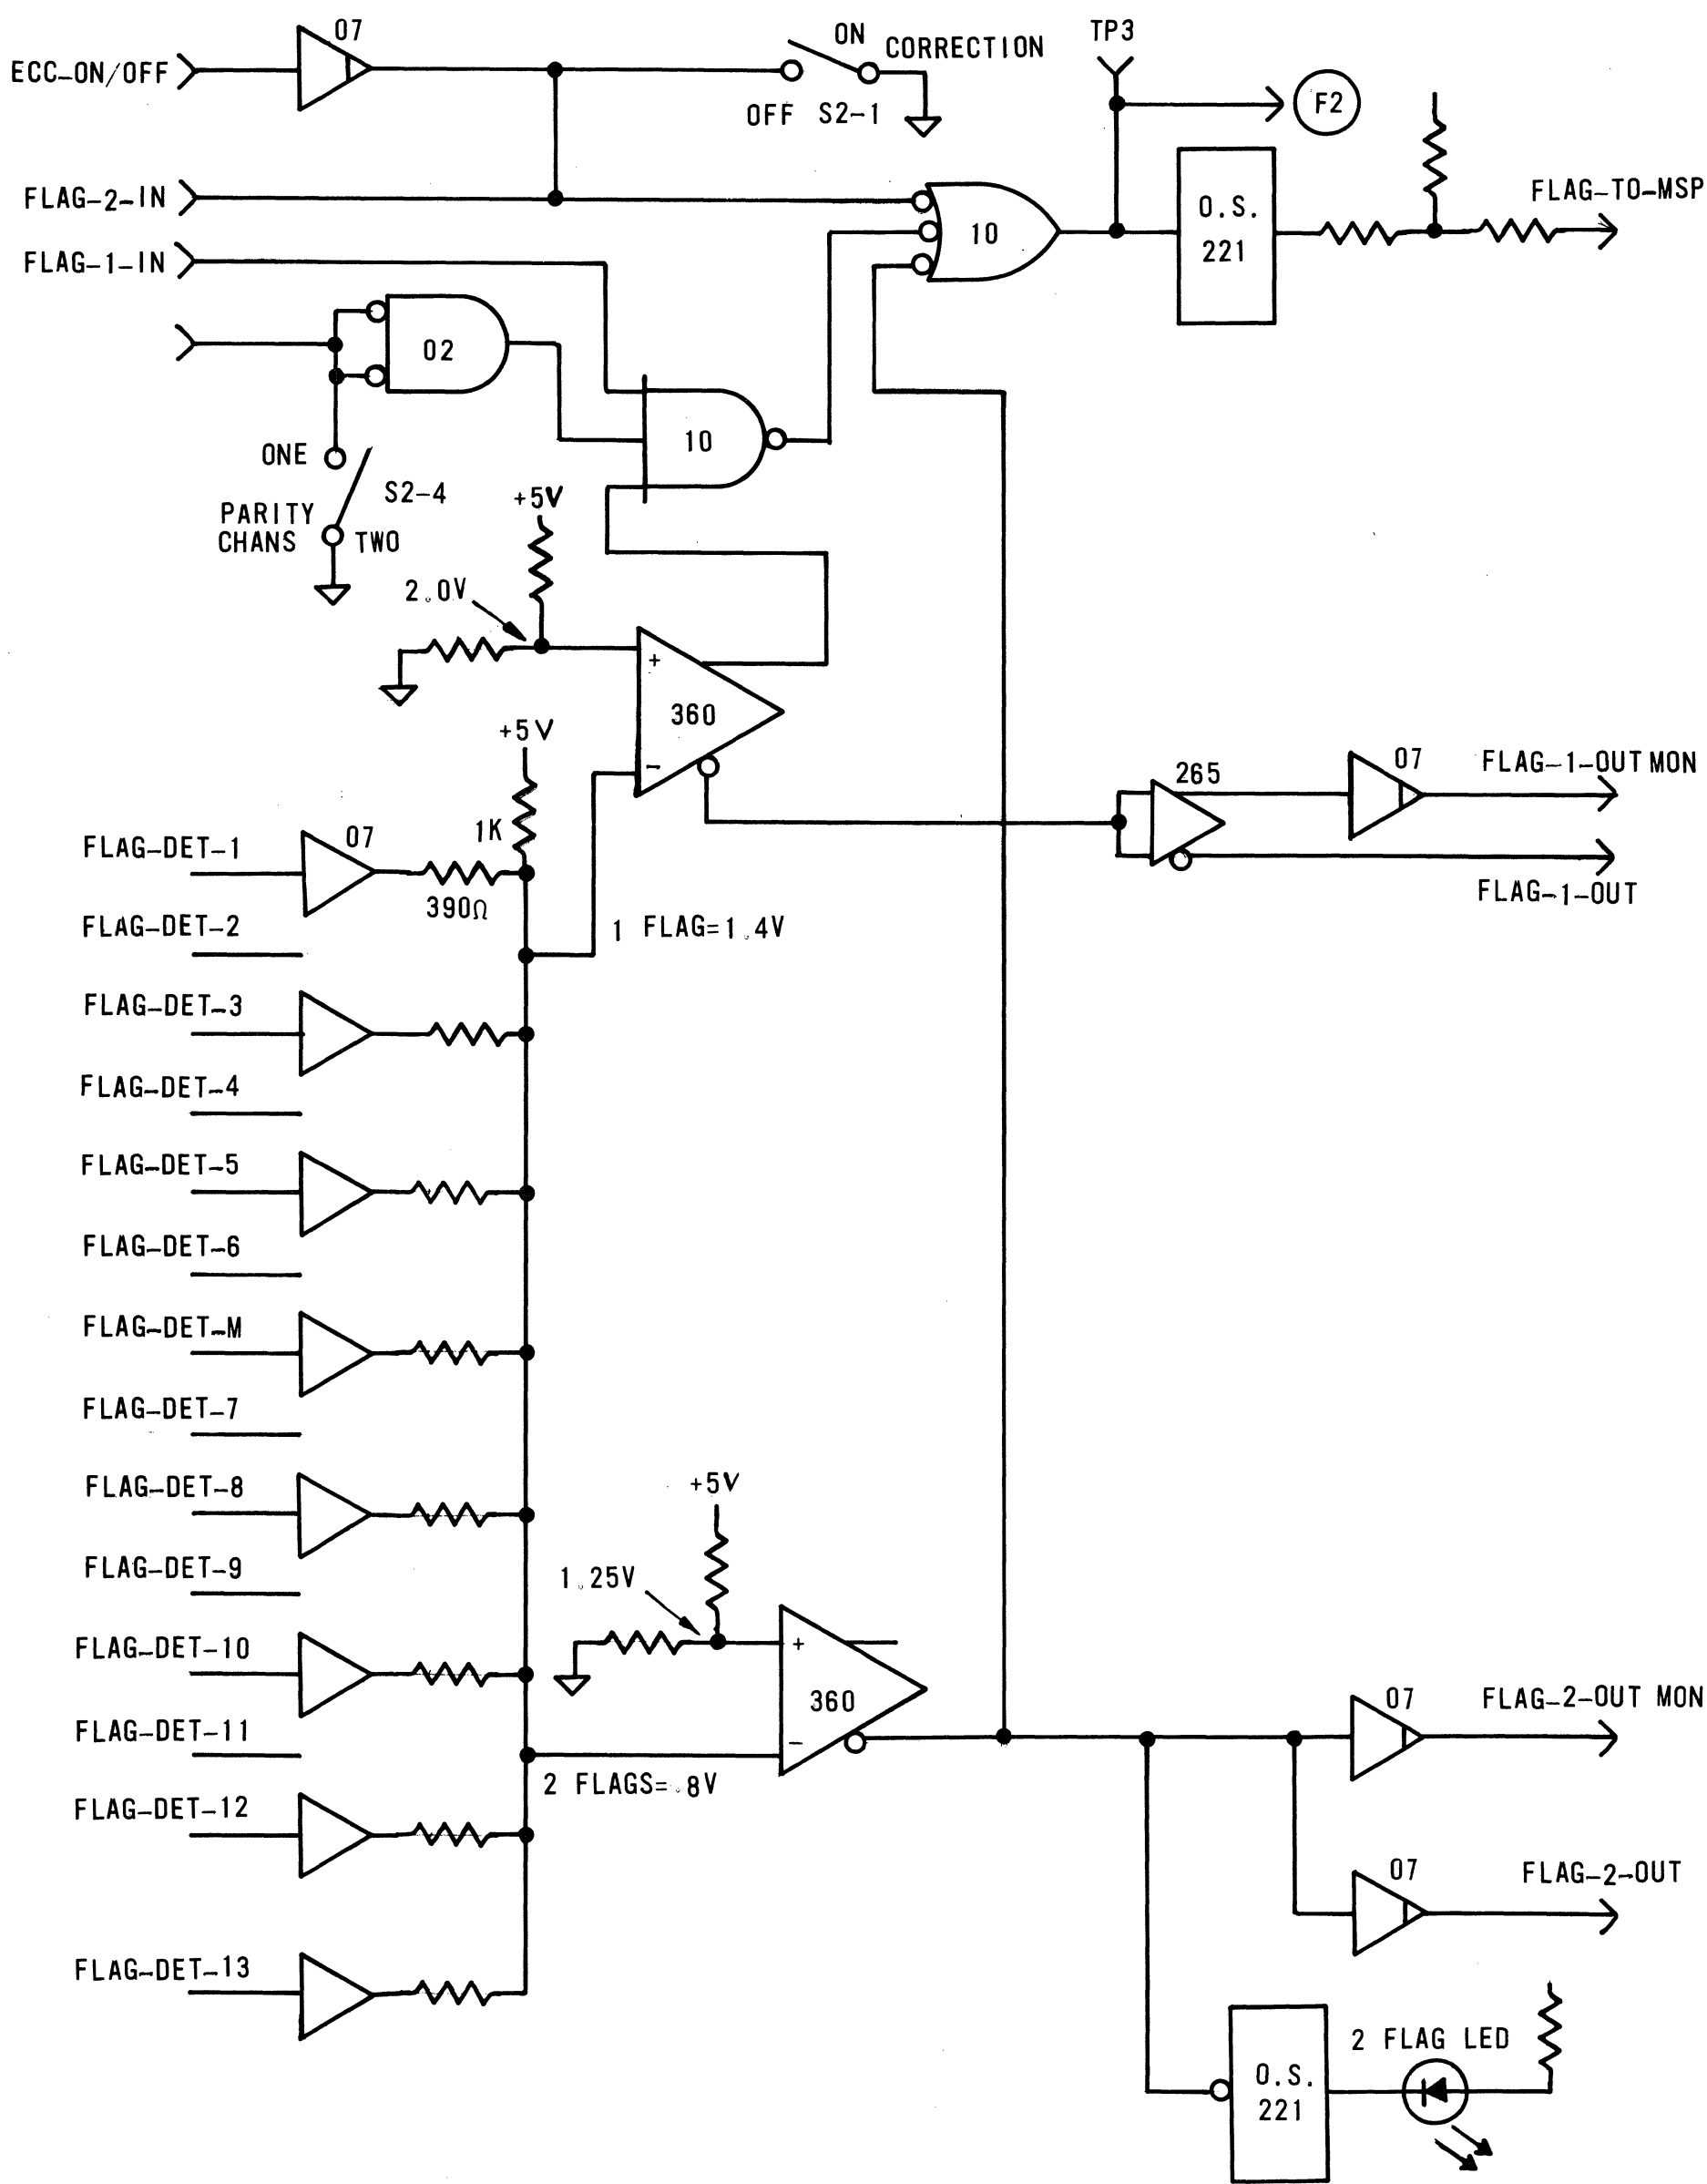 07
ECC-ON/OFF
ON CORRECTION
OFF S2-1
TP3
F2
FLAG-2-IN
FLAG-1-IN
10
O.S.
221
FLAG-TO-MSP
02
10
ONE
S2-4
PARITY
CHANS
TWO
+5V
2.0V
+
360
-
+5V
1K
07
FLAG-DET-1
390Ω
1 FLAG=1.4V
265
07
FLAG-1-OUT MON
FLAG-1-OUT
FLAG-DET-2
FLAG-DET-3
FLAG-DET-4
FLAG-DET-5
FLAG-DET-6
FLAG-DET-M
FLAG-DET-7
FLAG-DET-8
FLAG-DET-9
FLAG-DET-10
FLAG-DET-11
FLAG-DET-12
FLAG-DET-13
+5V
1.25V
+
360
-
2 FLAGS=.8V
07
FLAG-2-OUT MON
07
FLAG-2-OUT
O.S.
221
2 FLAG LED